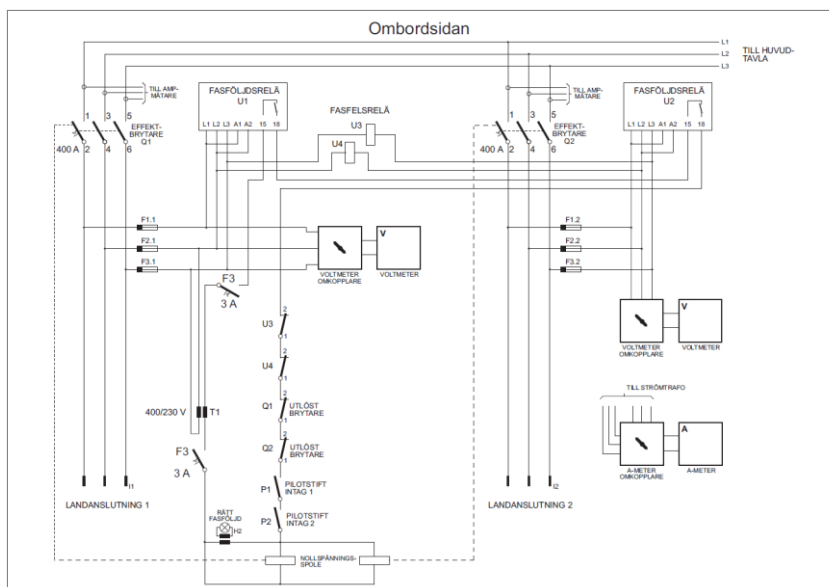 Ombordsidan
L1
L2
L3
TILL HUVUD-
TAVLA
TILL AMP-
MÄTARE
1 3 5
2 4 6
400 A
EFFEKT-
BRYTARE
Q1
FASFÖLJDSRELÄ
U1
L1 L2 L3 A1 A2 15 18
FASFELSRELÄ
U3
U4
TILL AMP-
MÄTARE
1 3 5
2 4 6
400 A
EFFEKT-
BRYTARE
Q2
FASFÖLJDSRELÄ
U2
L1 L2 L3 A1 A2 15 18
F1.1
F2.1
F3.1
V
VOLTMETER
OMKOPPLARE
VOLTMETER
F1.2
F2.2
F3.2
F3
3 A
V
VOLTMETER
OMKOPPLARE
VOLTMETER
2
U3
1
2
U4
1
400/230 V
T1
2
Q1
1
UTLÖST
BRYTARE
2
Q2
1
UTLÖST
BRYTARE
F3
3 A
P1
PILOTSTIFT
INTAG 1
P2
PILOTSTIFT
INTAG 2
TILL STRÖMTRAFO
A
A-METER
OMKOPPLARE
A-METER
I1
LANDANSLUTNING 1
I2
LANDANSLUTNING 2
RÄTT
FASFÖLJD
H2
NOLLSPÄNNINGS-
SPOLE